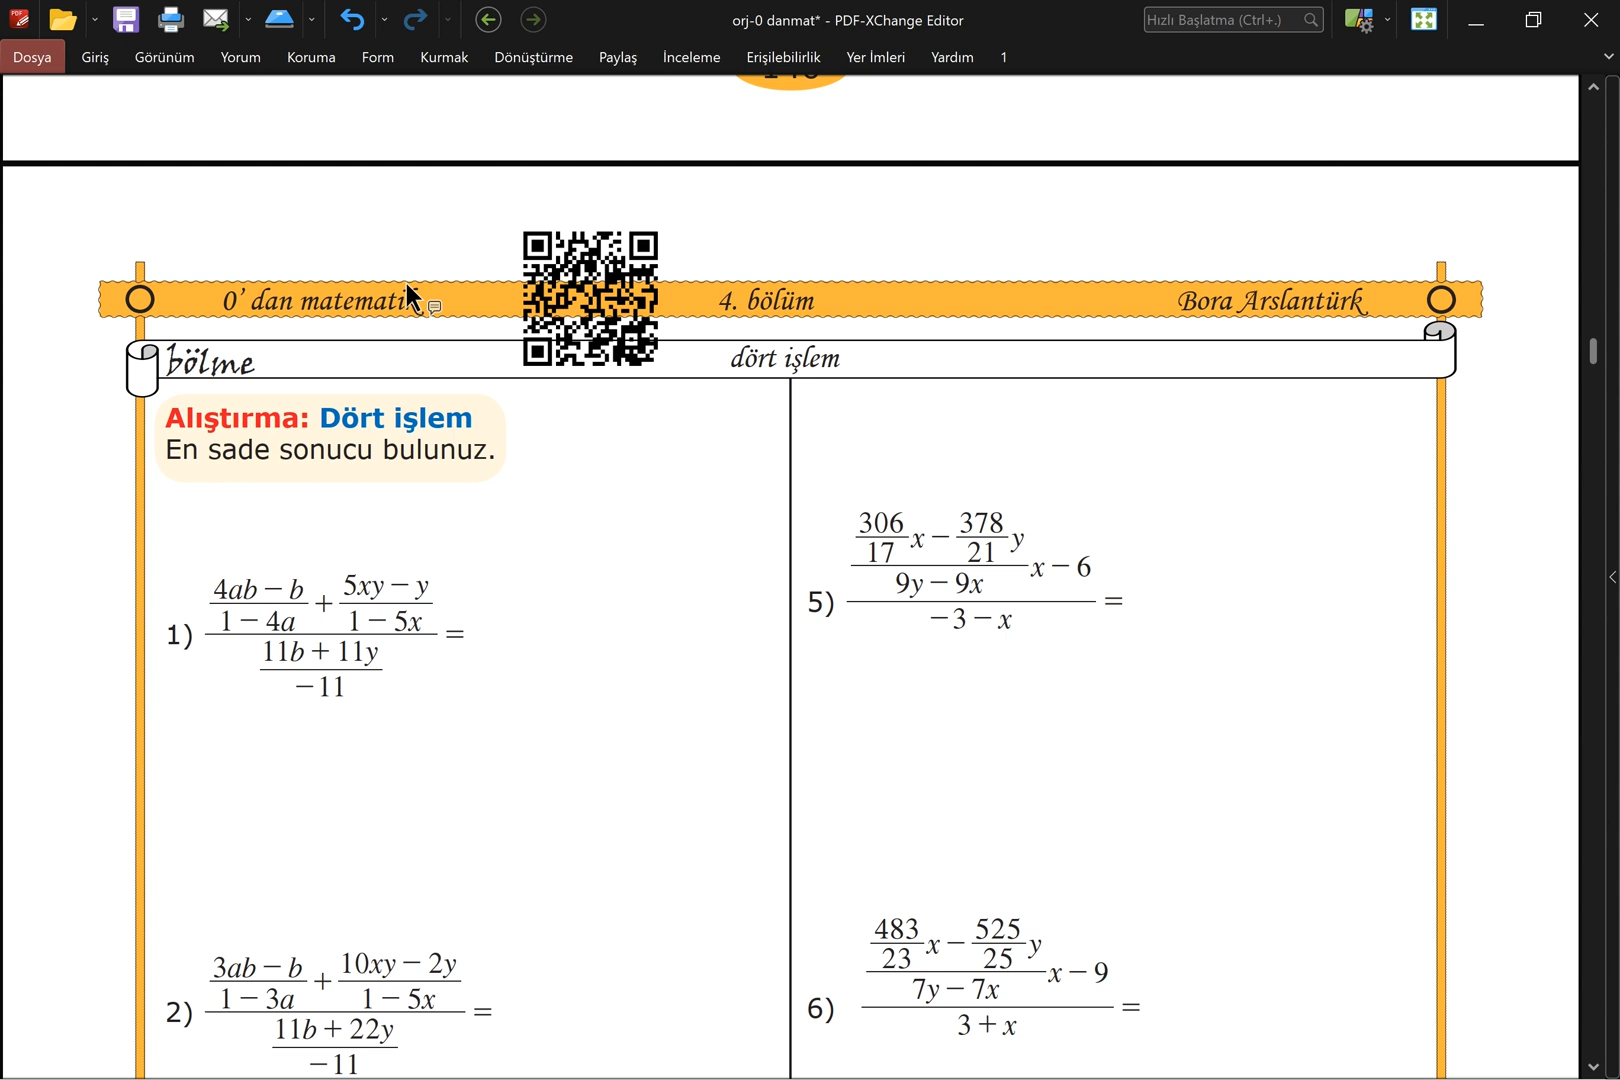 orj-0 danmat* - PDF-XChange Editor
Hızlı Başlatma (Ctrl+.)
Dosya Giriş Görünüm Yorum Koruma Form Kurmak Dönüştürme Paylaş İnceleme Erişilebilirlik Yer İmleri Yardım 1
0' dan matematik 4. bölüm Bora Arslantürk
bölme dört işlem
Alıştırma: Dört işlem
En sade sonucu bulunuz.
4ab − b 5xy − y
+
1 − 4a 1 − 5x
1) =
11b + 11y
−11
3ab − b 10xy − 2y
+
1 − 3a 1 − 5x
2) =
11b + 22y
−11
306 378
x − y
17 21
x − 6
9y − 9x
5) =
−3 − x
483 525
x − y
23 25
x − 9
7y − 7x
6) =
3 + x